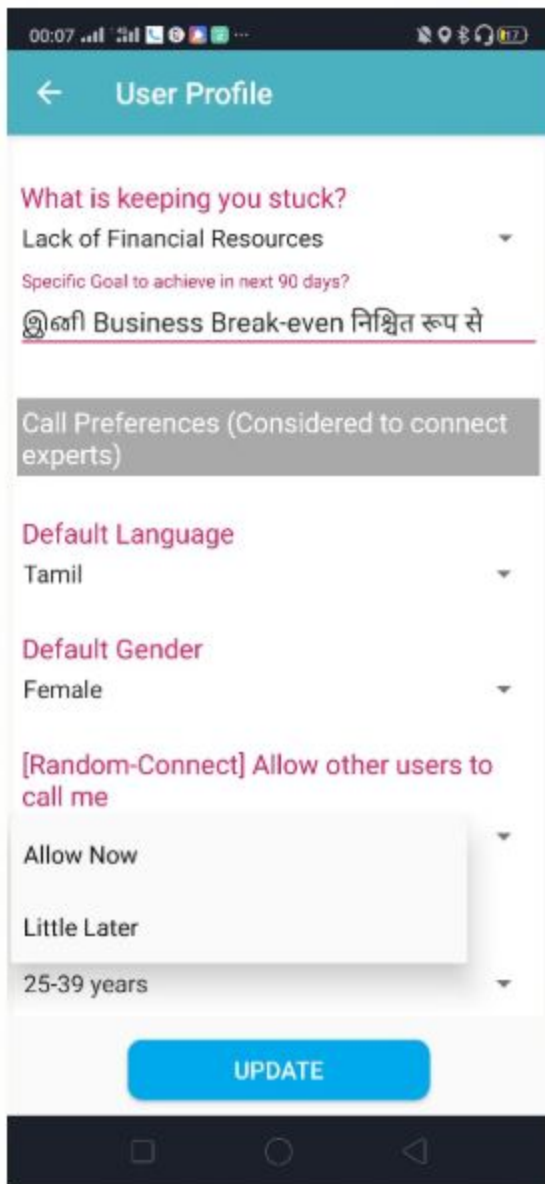 00:07
17
User Profile
What is keeping you stuck?
Lack of Financial Resources
Specific Goal to achieve in next 90 days?
இனி Business Break-even निश्चित रूप से
Call Preferences (Considered to connect
experts)
Default Language
Tamil
Default Gender
Female
[Random-Connect] Allow other users to
call me
Allow Now
Little Later
25-39 years
UPDATE